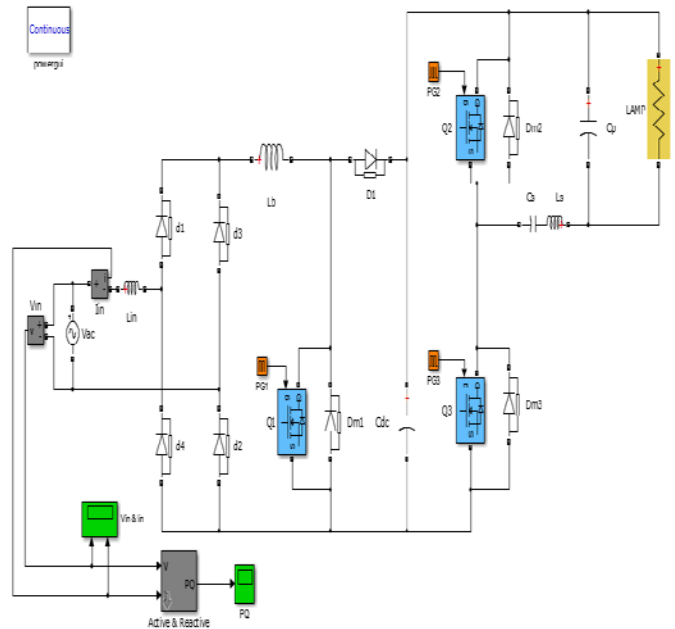 Continuous
powergui
PG2
Q2
Dm2
Cp
LAMP
Lb
D1
Cs
Ls
d1
d3
Vin
Iin
Lin
Vac
PG1
PG3
Q1
Dm1
Cdc
Q3
Dm3
d4
d2
Vin & Iin
V
PQ
PQ
Active & Reactive